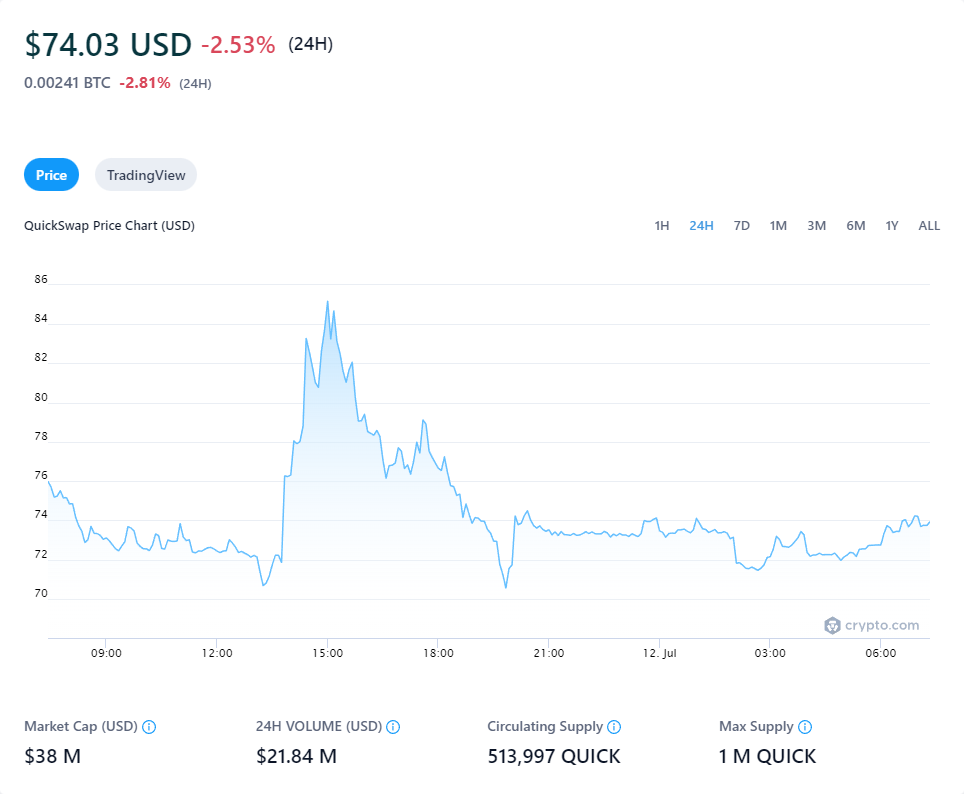 $74.03 USD -2.53% (24H)
0.00241 BTC -2.81% (24H)
Price TradingView
QuickSwap Price Chart (USD) 1H 24H 7D 1M 3M 6M 1Y ALL
86
84
82
80
78
76
74
72
70
crypto.com
09:00 12:00 15:00 18:00 21:00 12. Jul 03:00 06:00
Market Cap (USD) 24H VOLUME (USD) Circulating Supply Max Supply
$38 M $21.84 M 513,997 QUICK 1 M QUICK